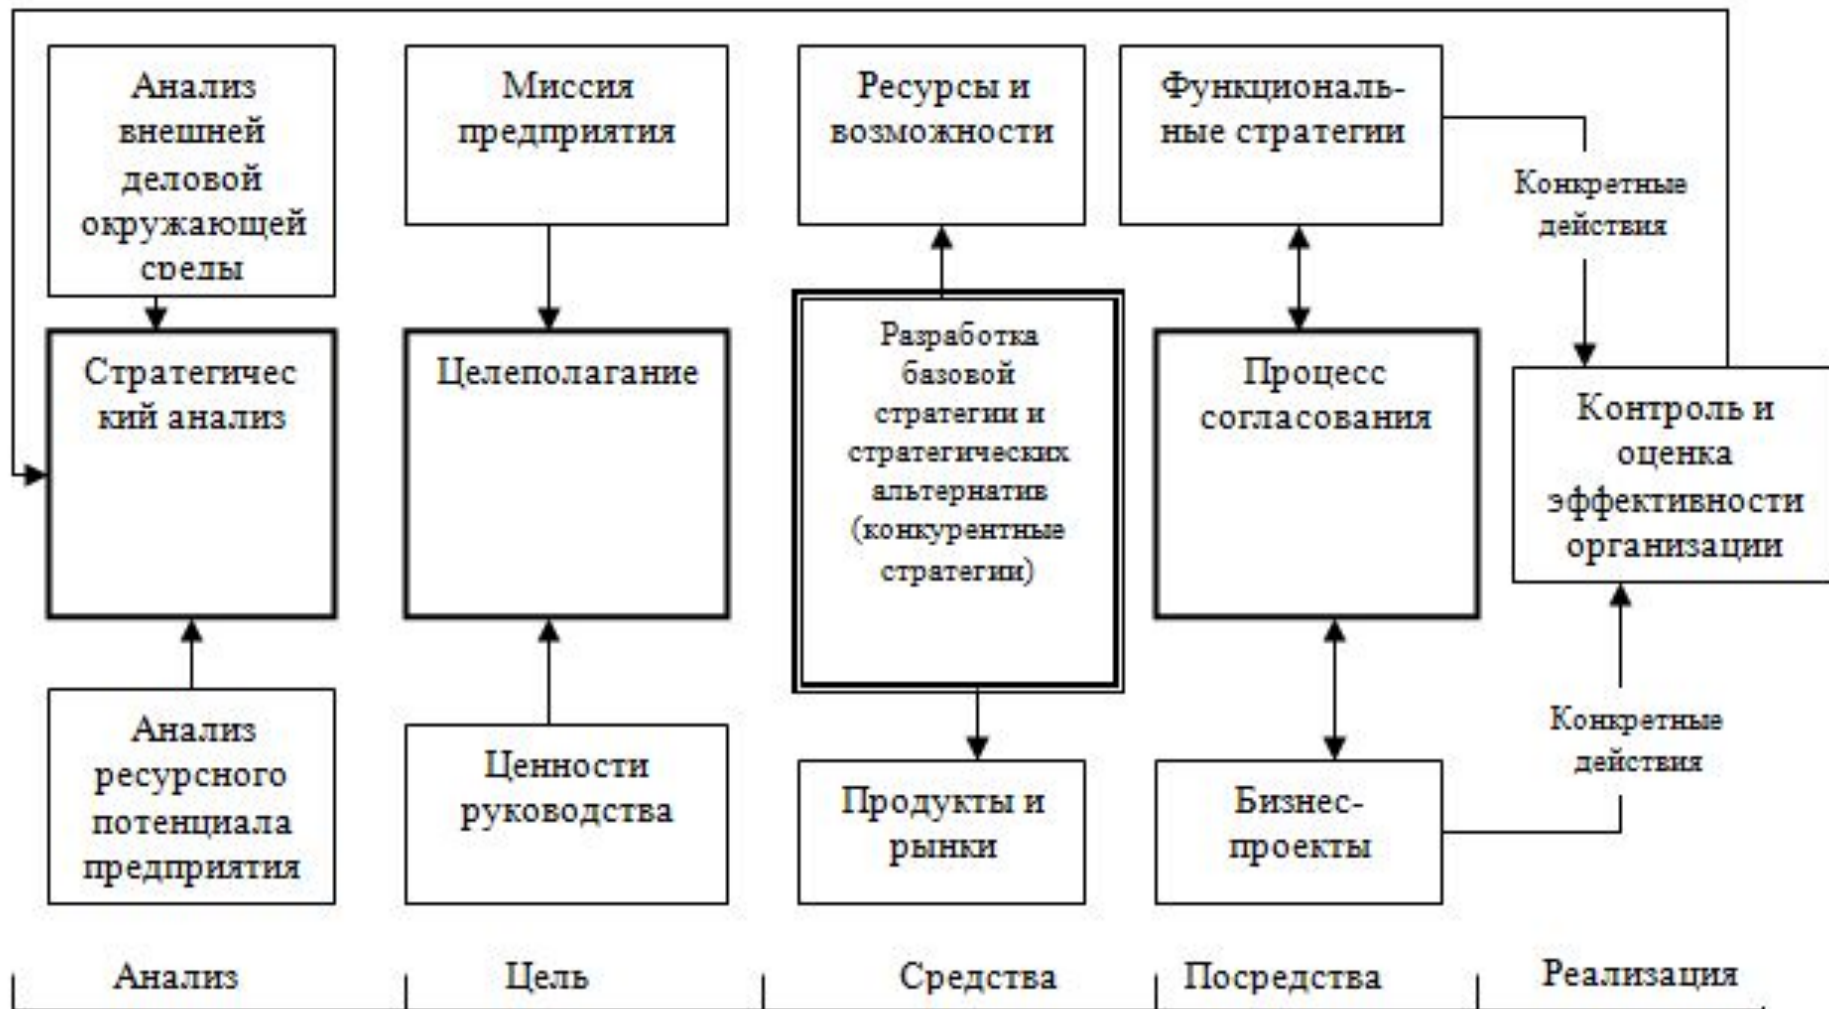 Анализ
внешней
деловой
окружающей
среды
Миссия
предприятия
Ресурсы и
возможности
Функциональ-
ные стратегии
Конкретные
действия
Стратегичес
кий анализ
Целеполагание
Разработка
базовой
стратегии и
стратегических
альтернатив
(конкурентные
стратегии)
Процесс
согласования
Контроль и
оценка
эффективности
организации
Анализ
ресурсного
потенциала
предприятия
Ценности
руководства
Продукты и
рынки
Бизнес-
проекты
Конкретные
действия
Анализ
Цель
Средства
Посредства
Реализация